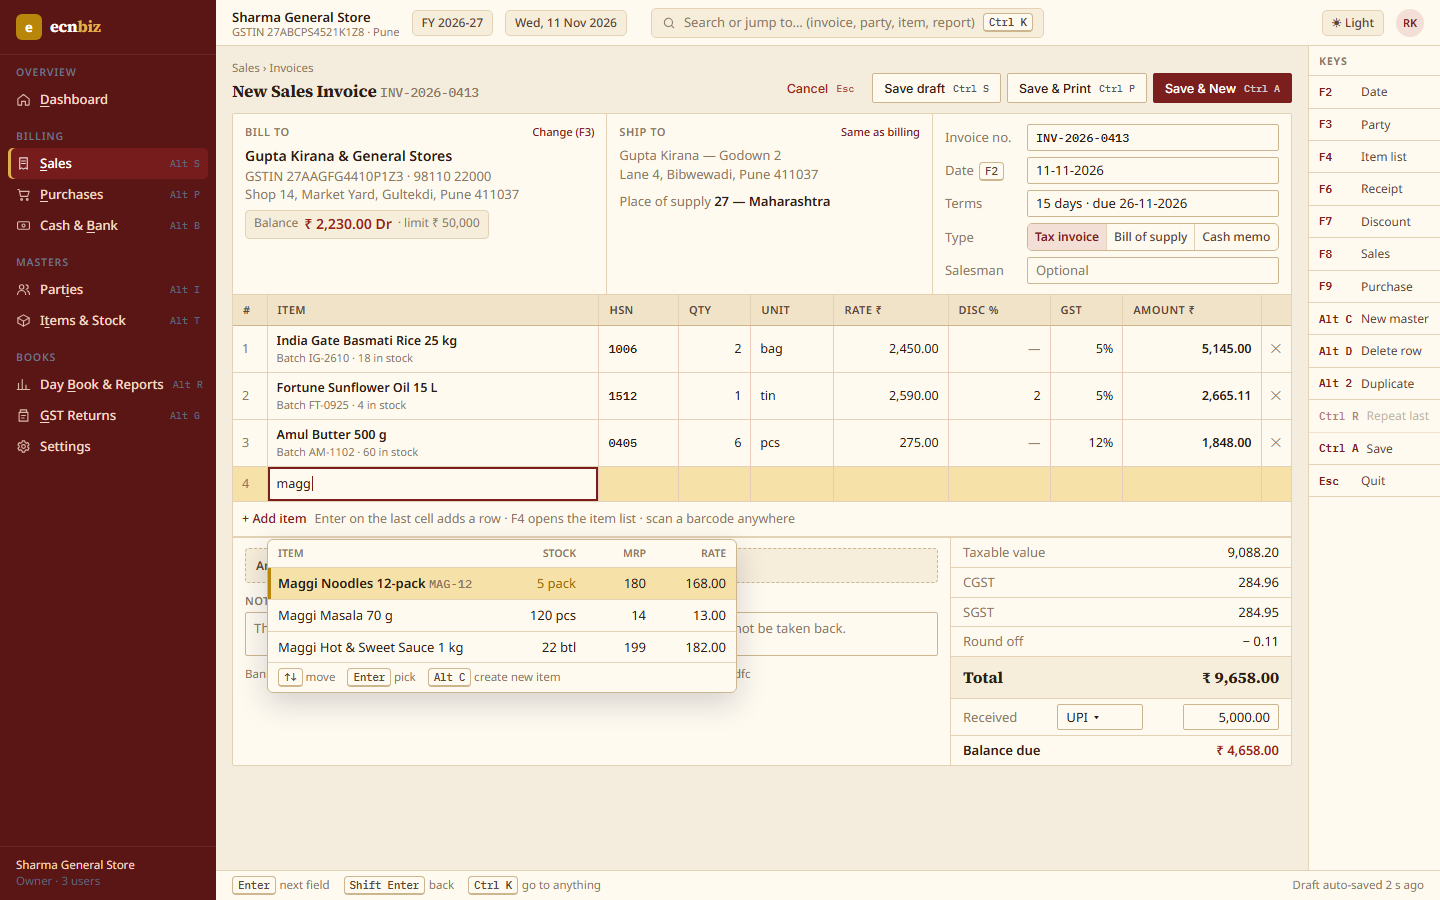 e ecnbiz
OVERVIEW
Dashboard
BILLING
Sales Alt S
Purchases Alt P
Cash & Bank Alt B
MASTERS
Parties Alt I
Items & Stock Alt T
BOOKS
Day Book & Reports Alt R
GST Returns Alt G
Settings
Sharma General Store
Owner · 3 users
Sharma General Store
GSTIN 27ABCPS4521K1Z8 · Pune
FY 2026-27
Wed, 11 Nov 2026
Search or jump to… (invoice, party, item, report) Ctrl K
☀ Light
RK
Sales › Invoices
New Sales Invoice INV-2026-0413
Cancel Esc
Save draft Ctrl S
Save & Print Ctrl P
Save & New Ctrl A
BILL TO Change (F3)
Gupta Kirana & General Stores
GSTIN 27AAGFG4410P1Z3 · 98110 22000
Shop 14, Market Yard, Gultekdi, Pune 411037
Balance ₹ 2,230.00 Dr · limit ₹ 50,000
SHIP TO Same as billing
Gupta Kirana — Godown 2
Lane 4, Bibwewadi, Pune 411037
Place of supply 27 — Maharashtra
Invoice no. INV-2026-0413
Date F2 11-11-2026
Terms 15 days · due 26-11-2026
Type Tax invoice Bill of supply Cash memo
Salesman Optional
# ITEM HSN QTY UNIT RATE ₹ DISC % GST AMOUNT ₹
1 India Gate Basmati Rice 25 kg 1006 2 bag 2,450.00 — 5% 5,145.00 ×
Batch IG-2610 · 18 in stock
2 Fortune Sunflower Oil 15 L 1512 1 tin 2,590.00 2 5% 2,665.11 ×
Batch FT-0925 · 4 in stock
3 Amul Butter 500 g 0405 6 pcs 275.00 — 12% 1,848.00 ×
Batch AM-1102 · 60 in stock
4 magg
+ Add item Enter on the last cell adds a row · F4 opens the item list · scan a barcode anywhere
ITEM STOCK MRP RATE
Maggi Noodles 12-pack MAG-12 5 pack 180 168.00
Maggi Masala 70 g 120 pcs 14 13.00
Maggi Hot & Sweet Sauce 1 kg 22 btl 199 182.00
↑↓ move Enter pick Alt C create new item
not be taken back.
Taxable value 9,088.20
CGST 284.96
SGST 284.95
Round off − 0.11
Total ₹ 9,658.00
Received UPI ▾ 5,000.00
Balance due ₹ 4,658.00
KEYS
F2 Date
F3 Party
F4 Item list
F6 Receipt
F7 Discount
F8 Sales
F9 Purchase
Alt C New master
Alt D Delete row
Alt 2 Duplicate
Ctrl R Repeat last
Ctrl A Save
Esc Quit
Enter next field Shift Enter back Ctrl K go to anything
Draft auto-saved 2 s ago